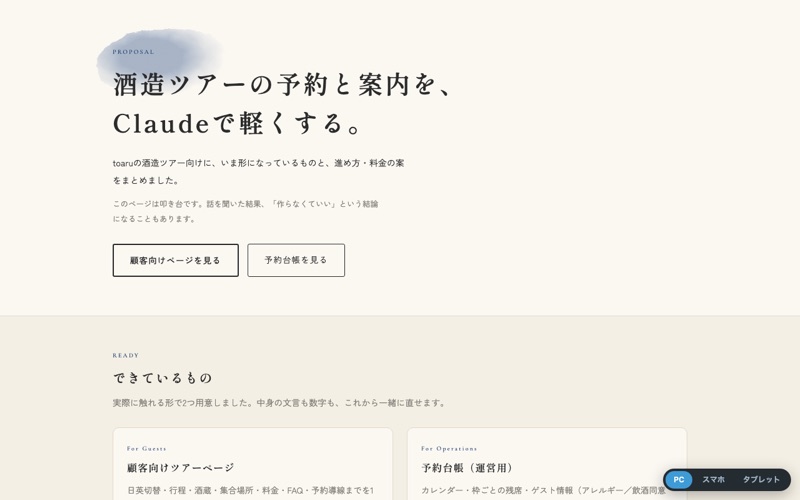 PROPOSAL
酒造ツアーの予約と案内を、
Claudeで軽くする。
toaruの酒造ツアー向けに、いま形になっているものと、進め方・料金の案
をまとめました。
このページは叩き台です。話を聞いた結果、「作らなくていい」という結論
になることもあります。
顧客向けページを見る
予約台帳を見る
READY
できているもの
実際に触れる形で2つ用意しました。中身の文言も数字も、これから一緒に直せます。
For Guests
顧客向けツアーページ
日英切替・行程・酒蔵・集合場所・料金・FAQ・予約導線までを1
For Operations
予約台帳（運営用）
カレンダー・枠ごとの残席・ゲスト情報（アレルギー／飲酒同意
PC
スマホ
タブレット